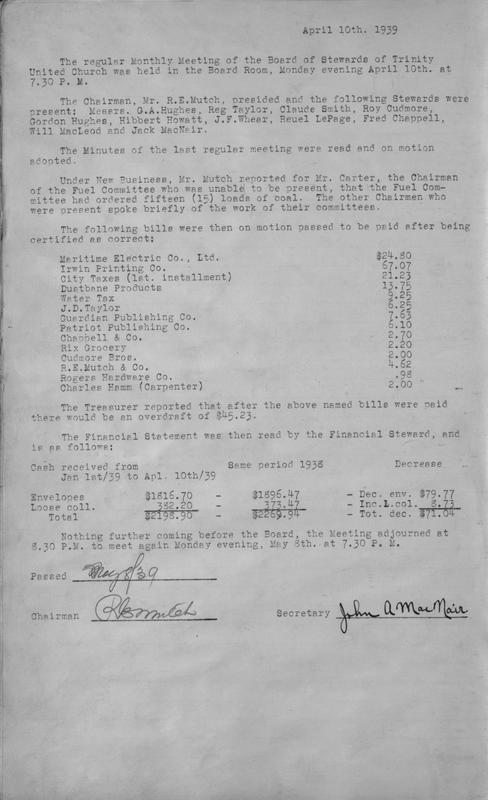 April 10th. 1939
The regular Monthly Meeting of the Board of Stewards of Trinity
United Church was held in the Board Room, Monday evening April 10th. at
7.30 P. M.
The Chairman, Mr. R.E.Mutch, presided and the following Stewards were
present: Messrs. G.A.Hughes, Reg Taylor, Claude Smith, Roy Cudmore,
Gordon Hughes, Hibbert Howatt, J.F.Whear, Reuel LePage, Fred Chappell,
Will MacLeod and Jack MacNair.
The Minutes of the last regular meeting were read and on motion
adopted.
Under New Business, Mr. Mutch reported for Mr. Carter, the Chairman
of the Fuel Committee who was unable to be present, that the Fuel Com-
mittee had ordered fifteen (15) loads of coal. The other Chairmen who
were present spoke briefly of the work of their committees.
The following bills were then on motion passed to be paid after being
certified as correct:
Maritime Electric Co., Ltd. $24.80
Irwin Printing Co. 67.07
City Taxes (1st. installment) 21.23
Dustbane Products 13.75
Water Tax 9.25
J.D.Taylor 6.25
Guardian Publishing Co. 7.63
Patriot Publishing Co. 6.10
Chappell & Co. 2.70
Rix Grocery 2.20
Cudmore Bros. 2.00
R.E.Mutch & Co. 4.62
Rogers Hardware Co. .98
Charles Hamm (Carpenter) 2.00
The Treasurer reported that after the above named bills were paid
there would be an overdraft of $45.23.
The Financial Statement was then read by the Financial Steward, and
is as follows:
Cash received from Same period 1938 Decrease
Jan 1st/39 to Apl. 10th/39
Envelopes $1816.70 - $1896.47 - Dec. env. $79.77
Loose coll. 382.20 - 373.47 - Inc.L.col. 8.73
Total $2198.90 - $2269.94 - Tot. dec. $71.04
Nothing further coming before the Board, the Meeting adjourned at
8.30 P.M. to meet again Monday evening, May 8th. at 7.30 P. M.
Passed May 8/39
Chairman R E Mutch Secretary John A MacNair